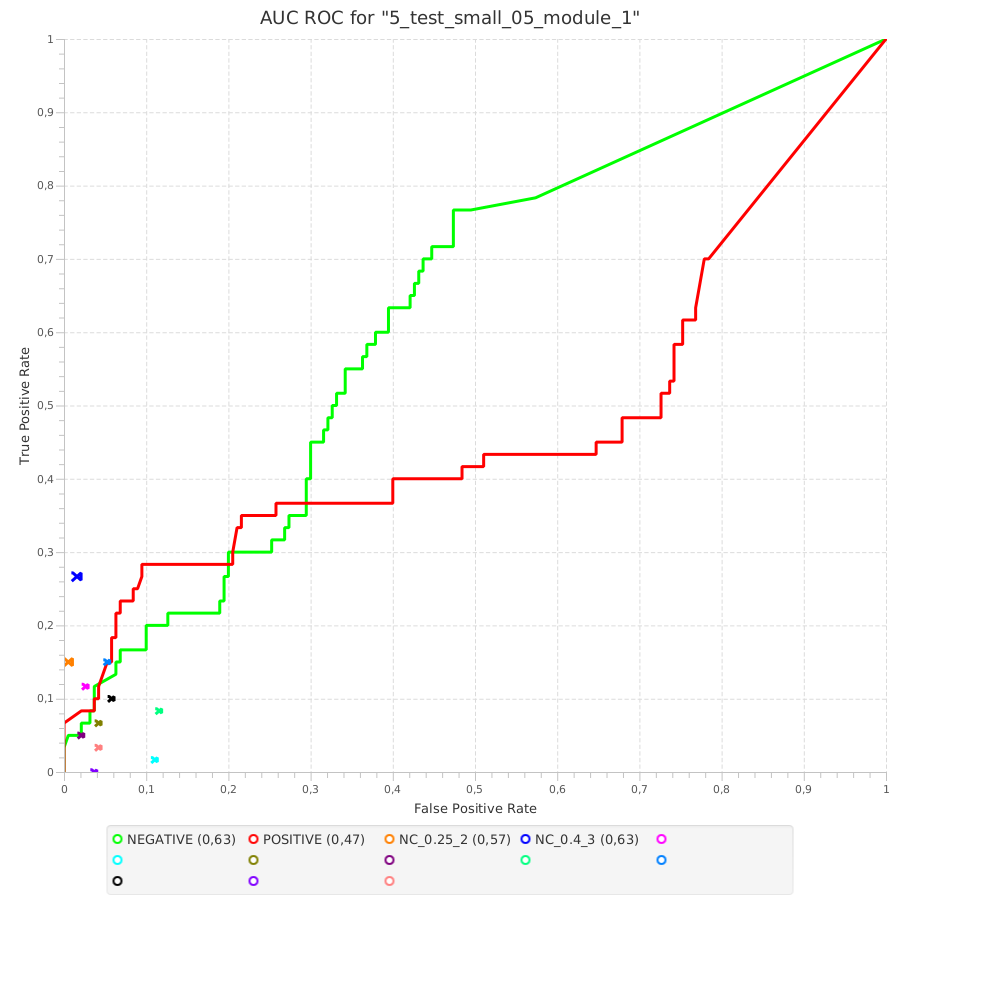 AUC ROC for "5_test_small_05_module_1"
1
0,9
0,8
0,7
0,6
0,5
0,4
0,3
0,2
0,1
0
True Positive Rate
0 0,1 0,2 0,3 0,4 0,5 0,6 0,7 0,8 0,9 1
False Positive Rate
NEGATIVE (0,63) POSITIVE (0,47) NC_0.25_2 (0,57) NC_0.4_3 (0,63)